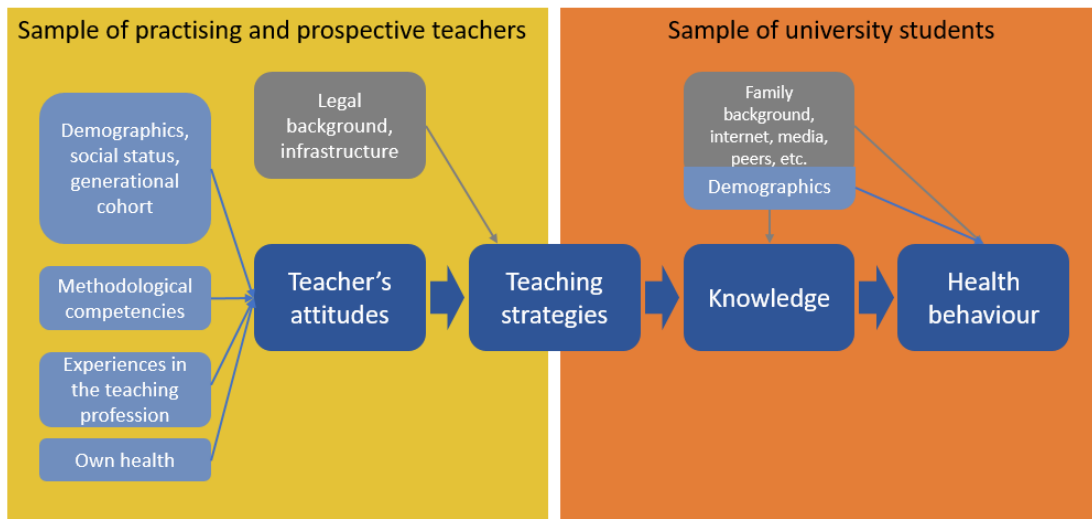 Sample of practising and prospective teachers
Demographics,
social status,
generational
cohort
Legal
background,
infrastructure
Methodological
competencies
Experiences in
the teaching
profession
Own health
Teacher’s
attitudes
Teaching
strategies
Sample of university students
Family
background,
internet, media,
peers, etc.
Demographics
Knowledge
Health
behaviour